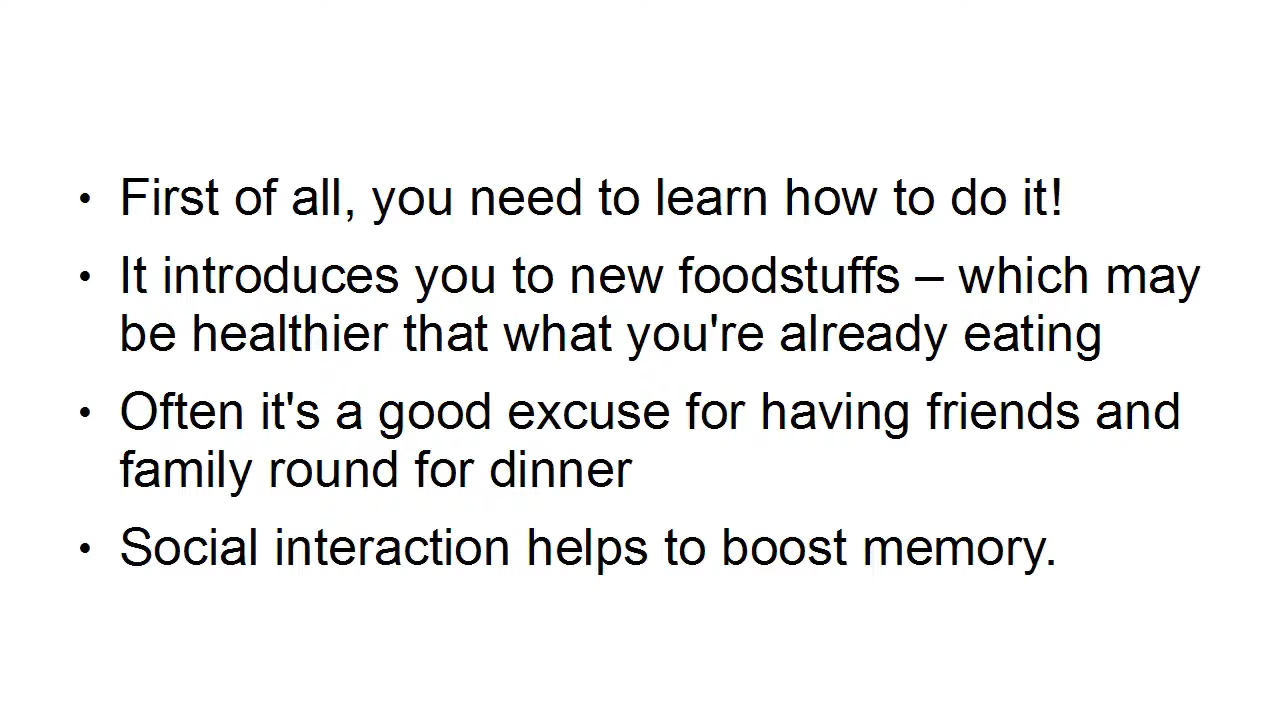 • First of all, you need to learn how to do it!
• It introduces you to new foodstuffs – which may
be healthier that what you're already eating
• Often it's a good excuse for having friends and
family round for dinner
• Social interaction helps to boost memory.